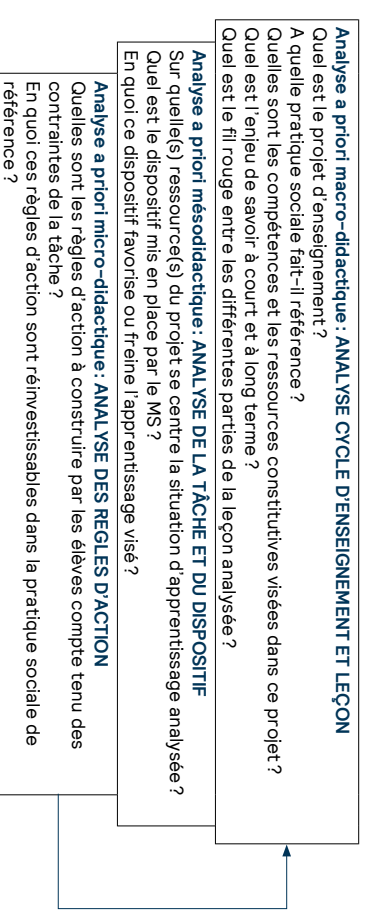 Analyse a priori macro-didactique : ANALYSE CYCLE D'ENSEIGNEMENT ET LEÇON
Quel est le projet d'enseignement ?
A quelle pratique sociale fait-il référence ?
Quelles sont les compétences et les ressources constitutives visées dans ce projet ?
Quel est l'enjeu de savoir à court et à long terme ?
Quel est le fil rouge entre les différentes parties de la leçon analysée ?
Analyse a priori mésodidactique : ANALYSE DE LA TÂCHE ET DU DISPOSITIF
Sur quelle(s) ressource(s) du projet se centre la situation d'apprentissage analysée ?
Quel est le dispositif mis en place par le MS ?
En quoi ce dispositif favorise ou freine l'apprentissage visé ?
Analyse a priori micro-didactique : ANALYSE DES REGLES D'ACTION
Quelles sont les règles d'action à construire par les élèves compte tenu des
contraintes de la tâche ?
En quoi ces règles d'action sont réinvestissables dans la pratique sociale de
référence ?